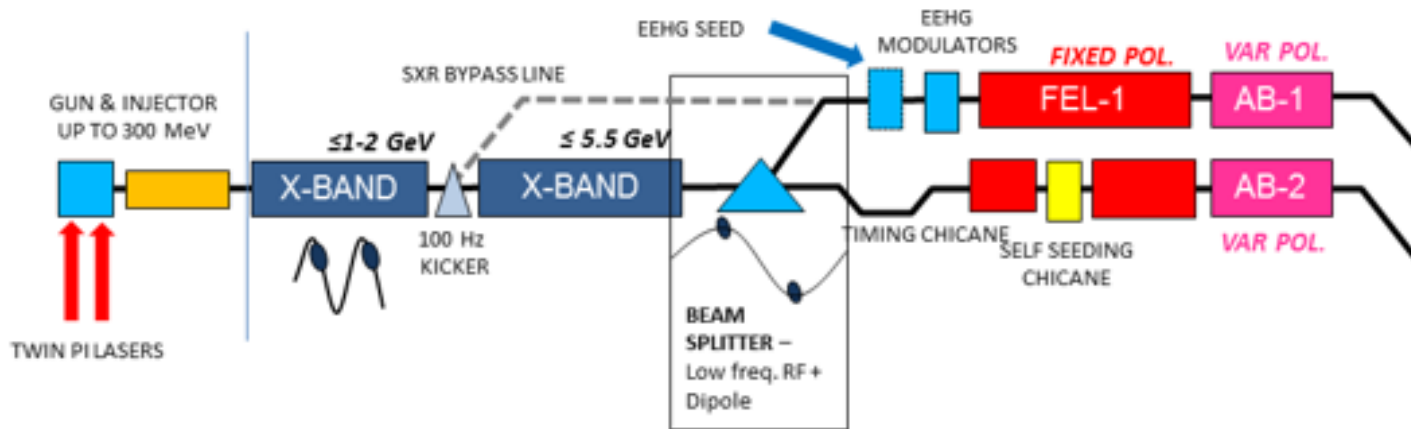 EEHG SEED
EEHG
MODULATORS
SXR BYPASS LINE
FIXED POL.
VAR POL.
GUN & INJECTOR
UP TO 300 MeV
FEL-1
AB-1
≤1-2 GeV
≤ 5.5 GeV
X-BAND
X-BAND
AB-2
100 Hz
KICKER
TIMING CHICANE
SELF SEEDING
CHICANE
VAR POL.
BEAM
SPLITTER –
Low freq. RF +
Dipole
TWIN PI LASERS